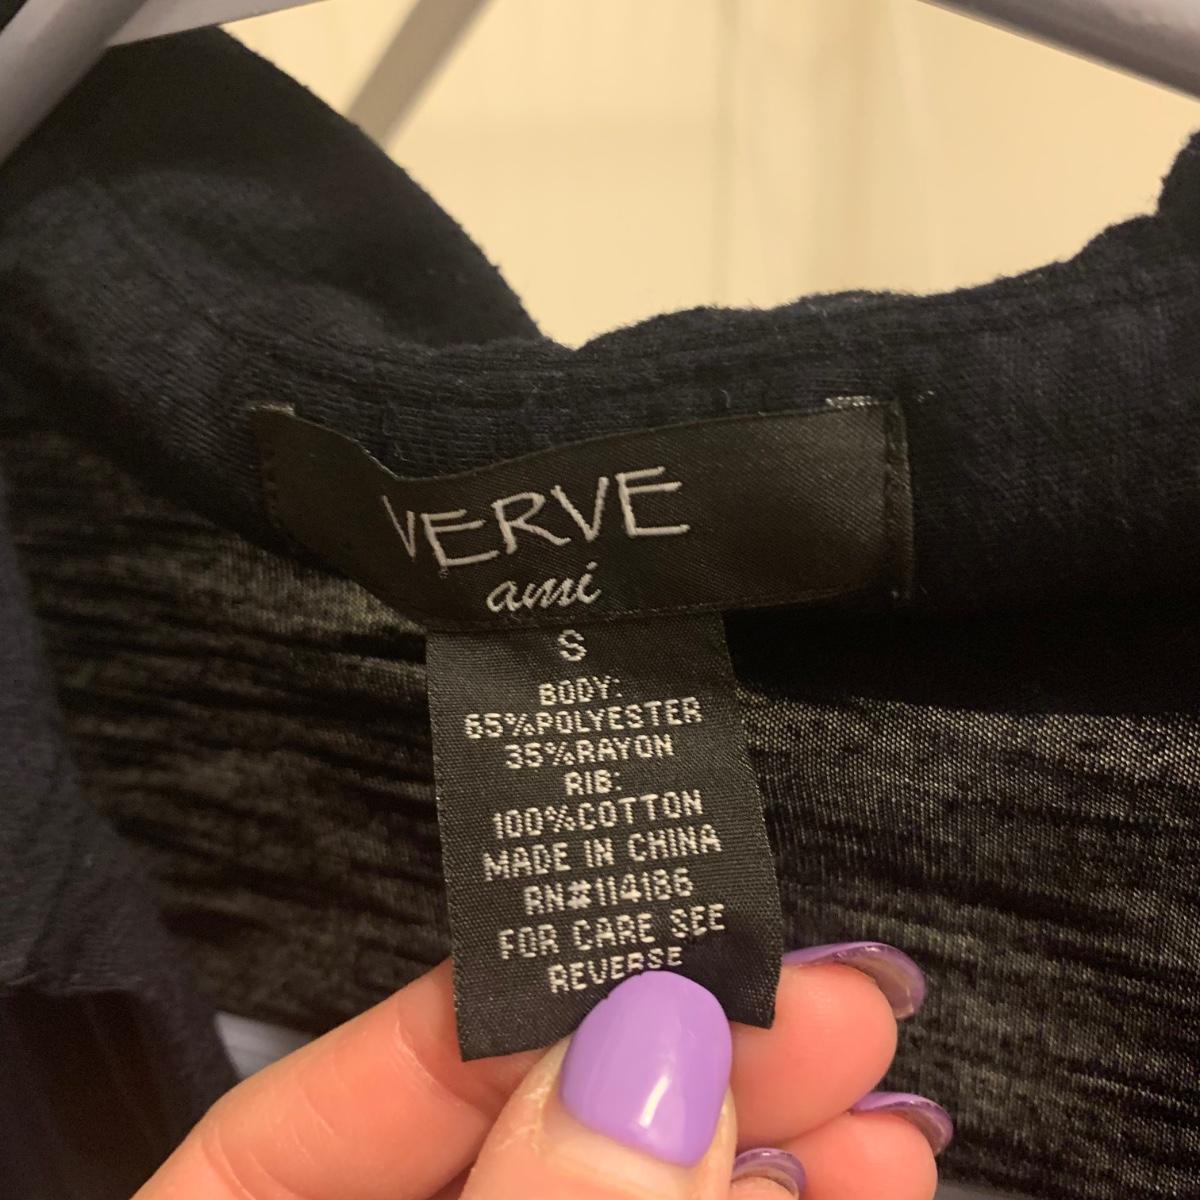 VERVE
ami
S
BODY:
65%POLYESTER
35%RAYON
RIB:
100%COTTON
MADE IN CHINA
RN#114186
FOR CARE SEE
REVERSE